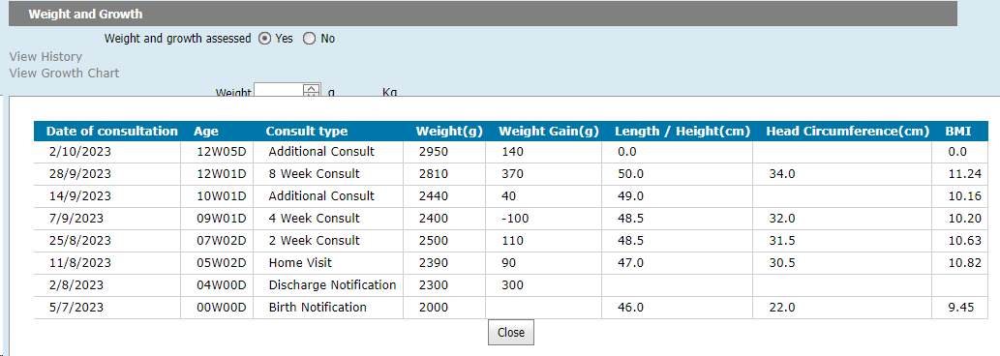 Weight and Growth
Weight and growth assessed Yes No
View History
View Growth Chart
Weight g Kg
Date of consultation Age Consult type Weight(g) Weight Gain(g) Length / Height(cm) Head Circumference(cm) BMI
2/10/2023 12W05D Additional Consult 2950 140 0.0 0.0
28/9/2023 12W01D 8 Week Consult 2810 370 50.0 34.0 11.24
14/9/2023 10W01D Additional Consult 2440 40 49.0 10.16
7/9/2023 09W01D 4 Week Consult 2400 -100 48.5 32.0 10.20
25/8/2023 07W02D 2 Week Consult 2500 110 48.5 31.5 10.63
11/8/2023 05W02D Home Visit 2390 90 47.0 30.5 10.82
2/8/2023 04W00D Discharge Notification 2300 300
5/7/2023 00W00D Birth Notification 2000 46.0 22.0 9.45
Close